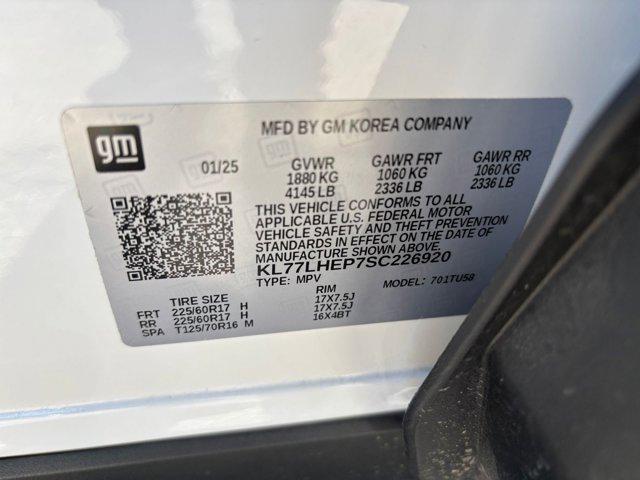 gm
MFD BY GM KOREA COMPANY
01/25 GVWR GAWR FRT GAWR RR
1880 KG 1060 KG 1060 KG
4145 LB 2336 LB 2336 LB
THIS VEHICLE CONFORMS TO ALL
APPLICABLE U.S. FEDERAL MOTOR
VEHICLE SAFETY AND THEFT PREVENTION
STANDARDS IN EFFECT ON THE DATE OF
MANUFACTURE SHOWN ABOVE.
KL77LHEP7SC226920
TYPE: MPV MODEL: 701TU58
TIRE SIZE RIM
FRT 225/60R17 H 17X7.5J
RR 225/60R17 H 17X7.5J
SPA T125/70R16 M 16X4BT